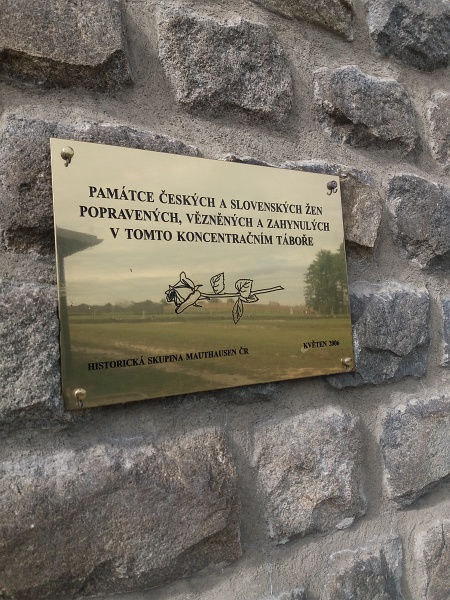 PAMÁTCE ČESKÝCH A SLOVENSKÝCH ŽEN
POPRAVENÝCH, VĚZNĚNÝCH A ZAHYNULÝCH
V TOMTO KONCENTRAČNÍM TÁBOŘE
HISTORICKÁ SKUPINA MAUTHAUSEN ČR
KVĚTEN 2006